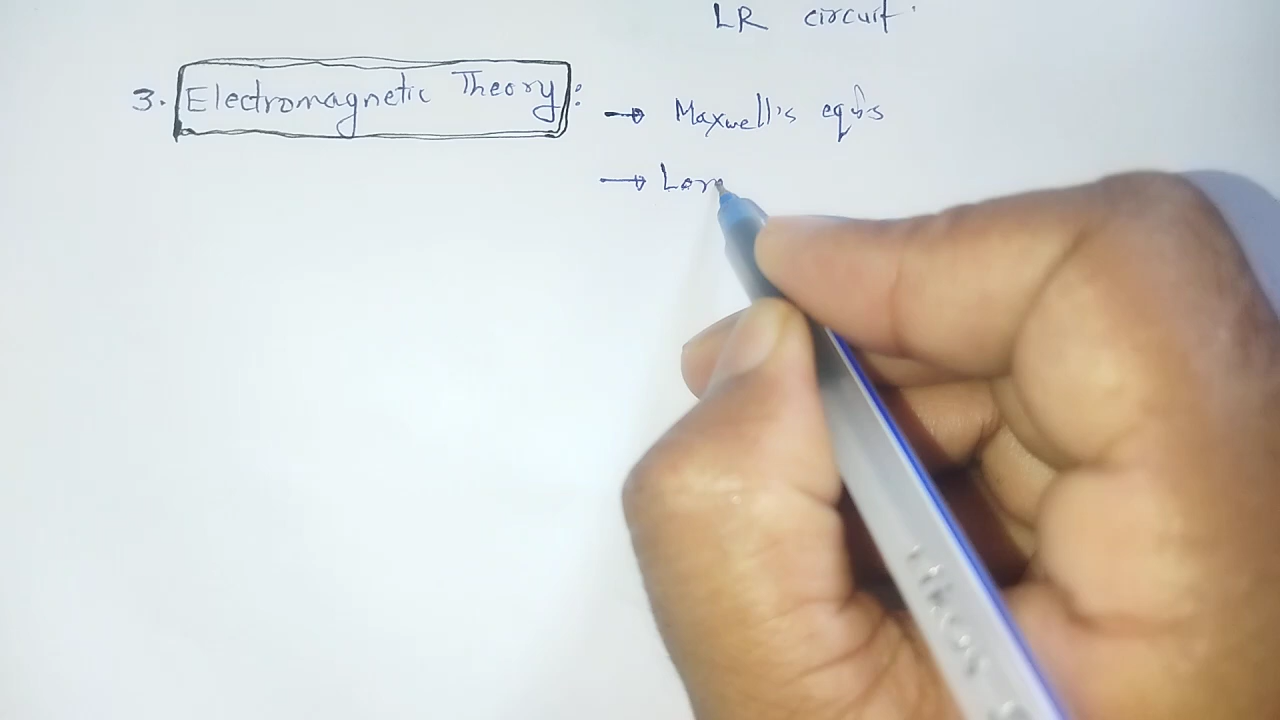 LR circuit.
3. Electromagnetic Theory: → Maxwell's eqns
→ Lor